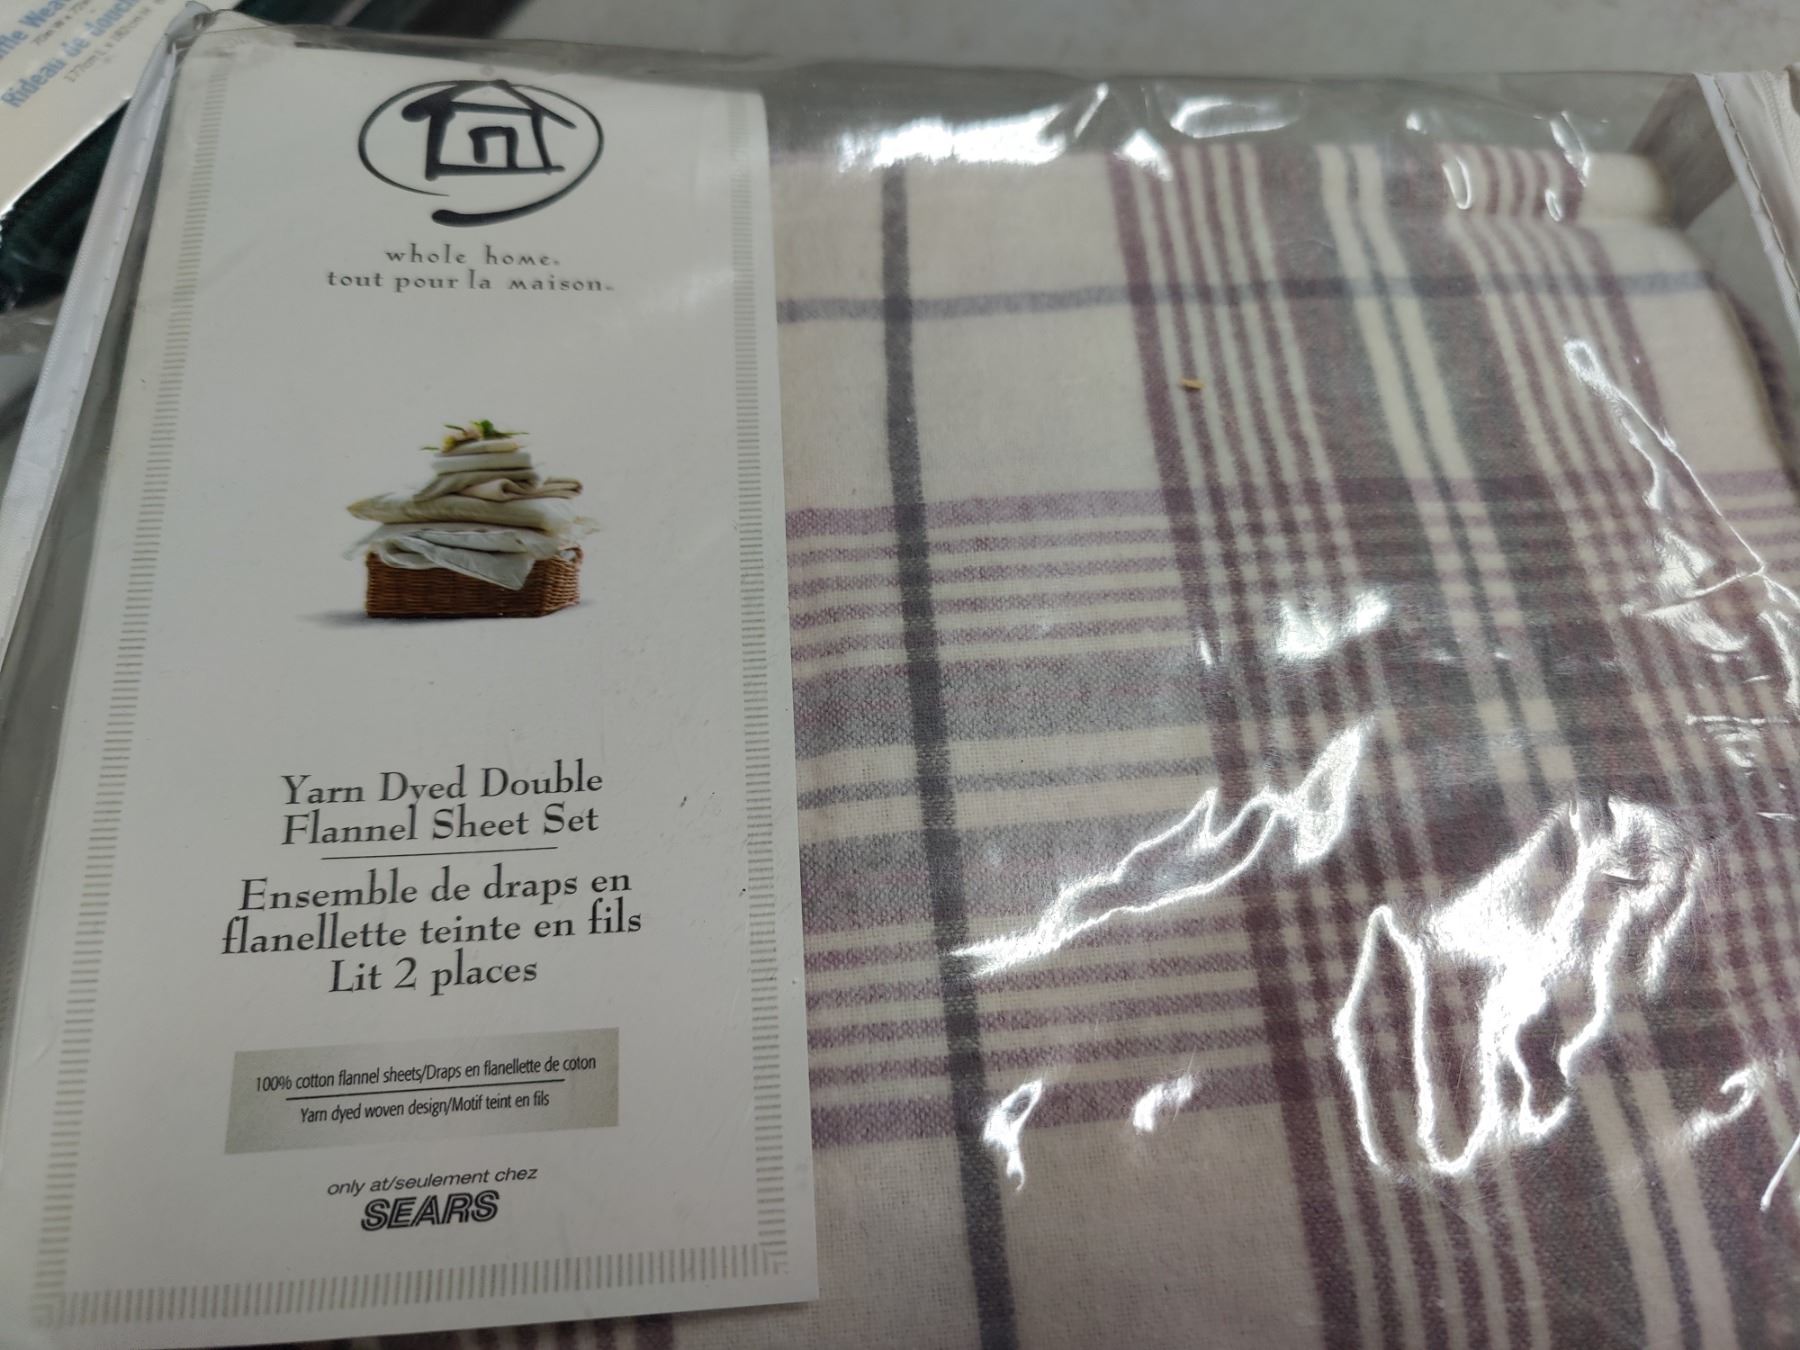 Rideau de
whole home.
tout pour la maison.
Yarn Dyed Double
Flannel Sheet Set
Ensemble de draps en
flanellette teinte en fils
Lit 2 places
100% cotton flannel sheets/Draps en flanellette de coton
Yarn dyed woven design/Motif teint en fils
only at/seulement chez
SEARS